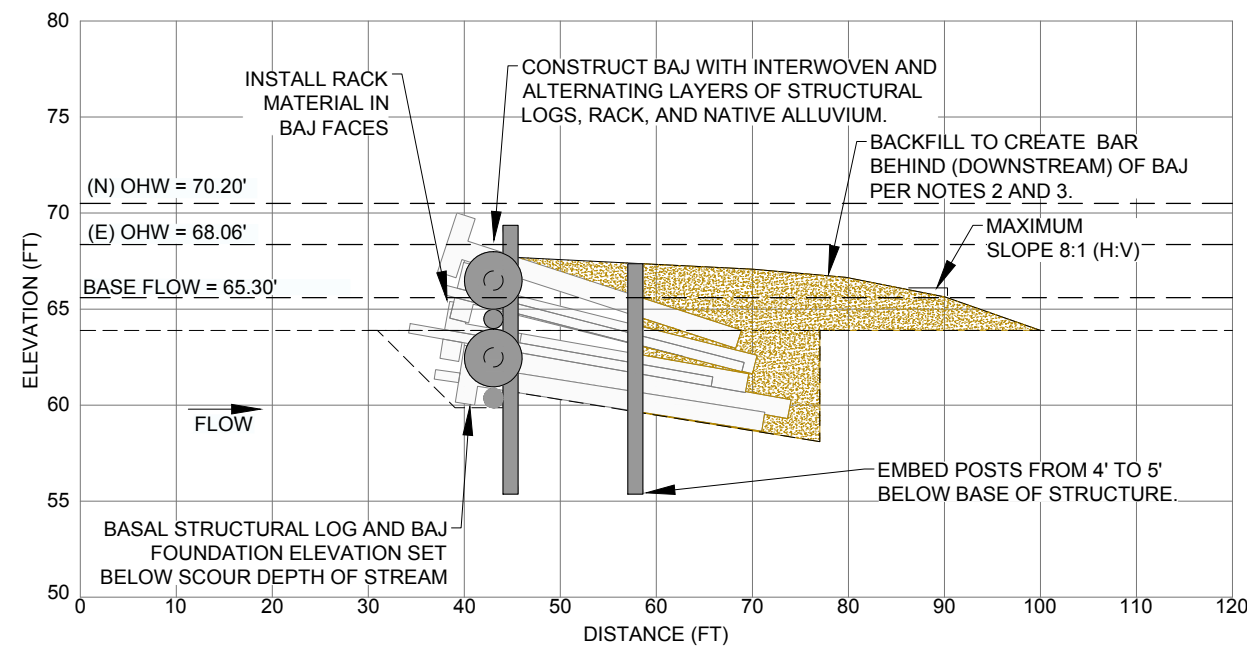 80
75
70
65
60
55
50
ELEVATION (FT)
INSTALL RACK
MATERIAL IN
BAJ FACES
CONSTRUCT BAJ WITH INTERWOVEN AND
ALTERNATING LAYERS OF STRUCTURAL
LOGS, RACK, AND NATIVE ALLUVIUM.
BACKFILL TO CREATE BAR
BEHIND (DOWNSTREAM) OF BAJ
PER NOTES 2 AND 3.
MAXIMUM
SLOPE 8:1 (H:V)
(N) OHW = 70.20'
(E) OHW = 68.06'
BASE FLOW = 65.30'
FLOW
EMBED POSTS FROM 4' TO 5'
BELOW BASE OF STRUCTURE.
BASAL STRUCTURAL LOG AND BAJ
FOUNDATION ELEVATION SET
BELOW SCOUR DEPTH OF STREAM
0 10 20 30 40 50 60 70 80 90 100 110 120
DISTANCE (FT)